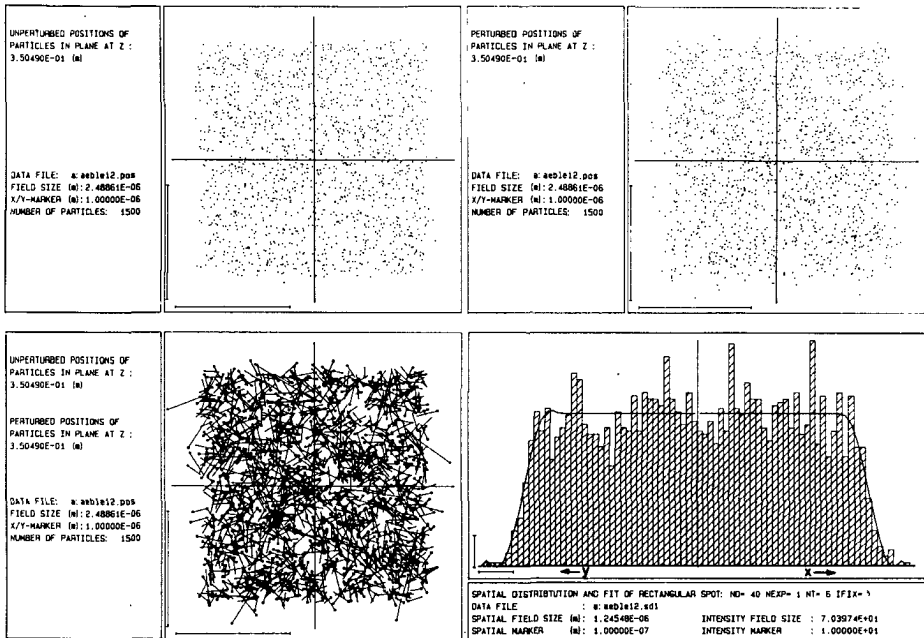 UNPERTURBED POSITIONS OF
PARTICLES IN PLANE AT Z :
3.50490E-01 (m)
DATA FILE: a:aeble12.pos
FIELD SIZE (m): 2.48861E-06
X/Y-MARKER (m): 1.00000E-06
NUMBER OF PARTICLES: 1500
PERTURBED POSITIONS OF
PARTICLES IN PLANE AT Z :
3.50490E-01 (m)
DATA FILE: a:aeble12.pos
FIELD SIZE (m): 2.48861E-06
X/Y-MARKER (m): 1.00000E-06
NUMBER OF PARTICLES: 1500
UNPERTURBED POSITIONS OF
PARTICLES IN PLANE AT Z :
3.50490E-01 (m)
PERTURBED POSITIONS OF
PARTICLES IN PLANE AT Z :
3.50490E-01 (m)
DATA FILE: a:aeble12.pos
FIELD SIZE (m): 2.48861E-06
X/Y-MARKER (m): 1.00000E-06
NUMBER OF PARTICLES: 1500
y x
SPATIAL DISTRIBUTION AND FIT OF RECTANGULAR SPOT: ND= 40 NEXP= 1 NT= 6 IFIX=
DATA FILE : a:aeble12.sdi
SPATIAL FIELD SIZE (m): 1.24548E-06 INTENSITY FIELD SIZE : 7.03974E+01
SPATIAL MARKER (m): 1.00000E-07 INTENSITY MARKER : 1.00000E+01